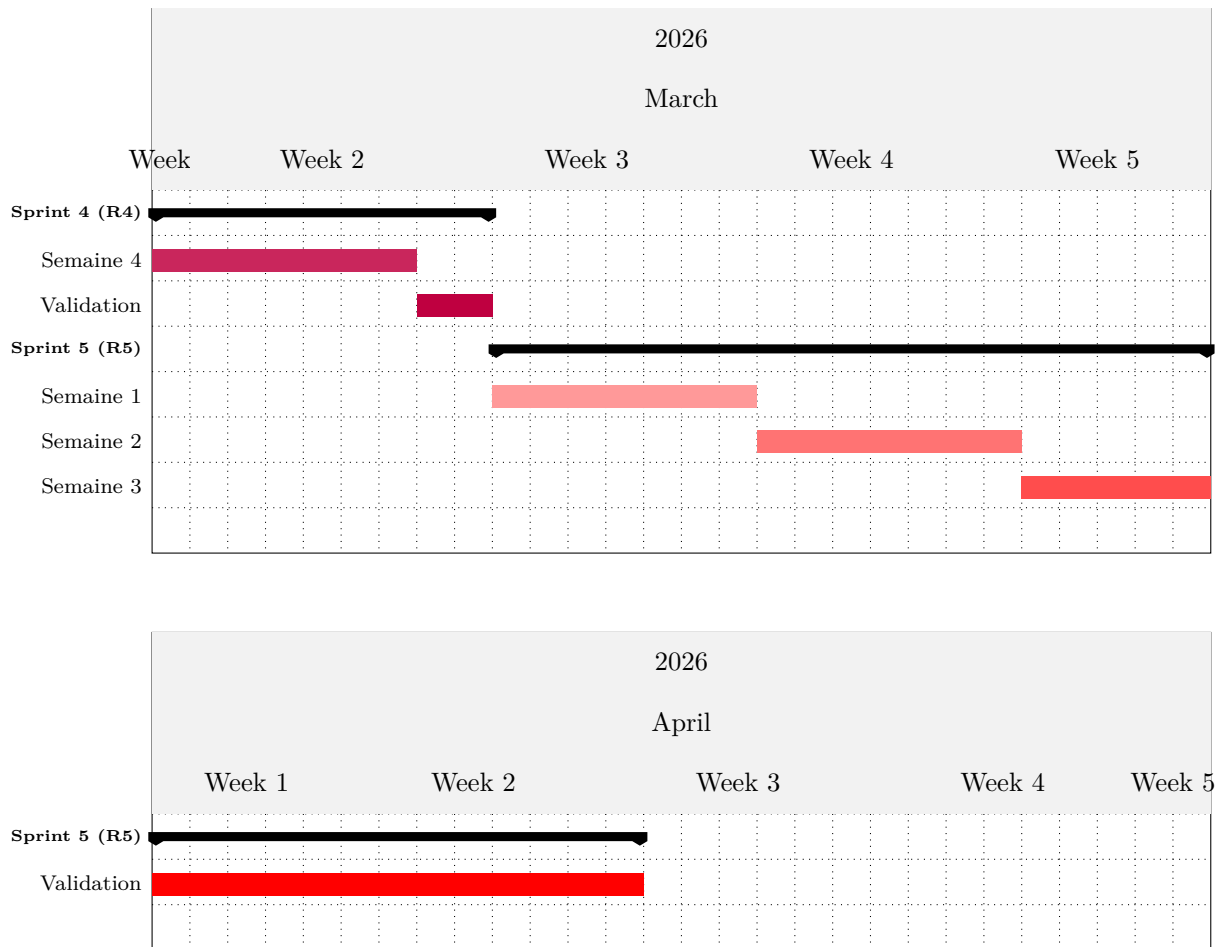 2026
March
Week Week 2 Week 3 Week 4 Week 5
Sprint 4 (R4)
Semaine 4
Validation
Sprint 5 (R5)
Semaine 1
Semaine 2
Semaine 3
2026
April
Week 1 Week 2 Week 3 Week 4 Week 5
Sprint 5 (R5)
Validation